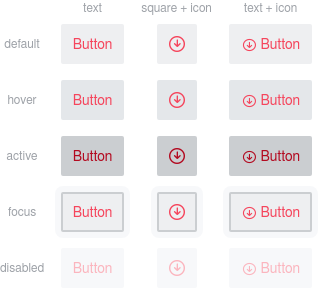 text square + icon text + icon
default Button Button
hover Button Button
active Button Button
focus Button Button
disabled Button Button